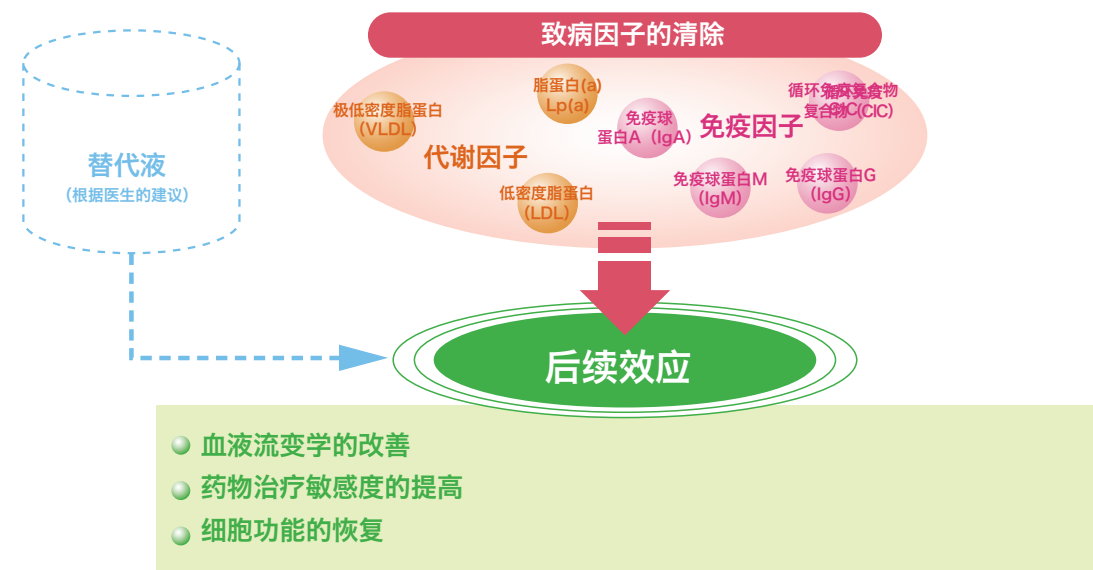 致病因子的清除
极低密度脂蛋白
（VLDL）
脂蛋白(a)
Lp(a)
代谢因子
低密度脂蛋白
（LDL）
免疫球
蛋白A（IgA）
免疫因子
循环免疫
复合物（CIC）
免疫球蛋白M
（IgM）
免疫球蛋白G
（IgG）
替代液
（根据医生的建议）
后续效应
血液流变学的改善
药物治疗敏感度的提高
细胞功能的恢复